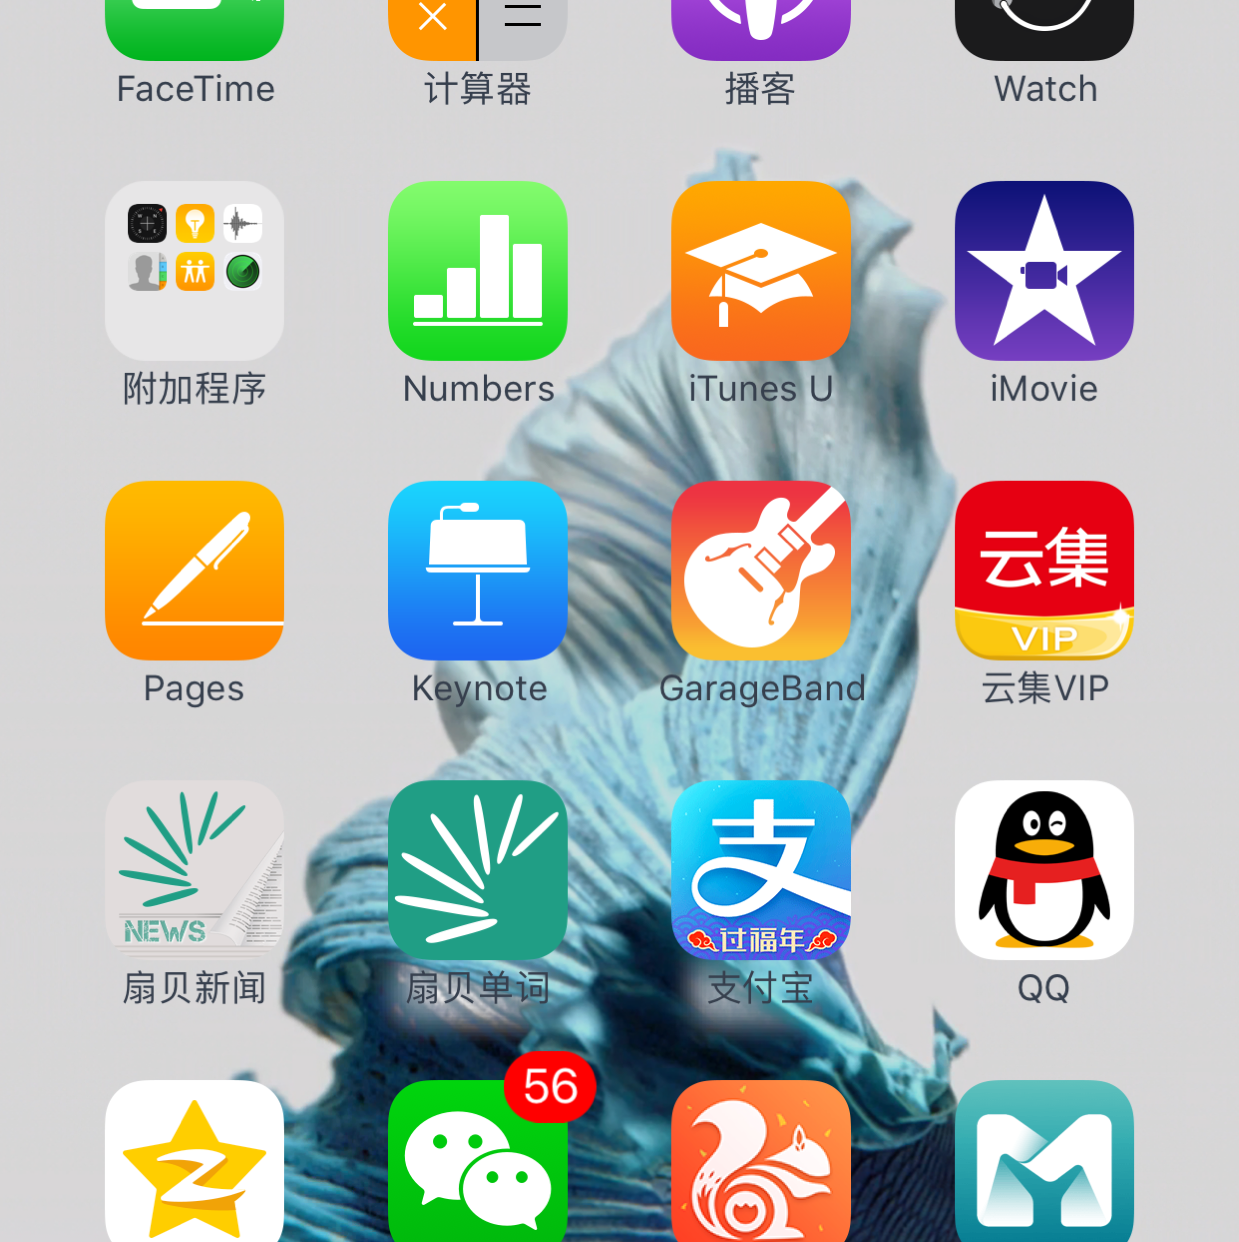 FaceTime
计算器
播客
Watch
附加程序
Numbers
iTunes U
iMovie
云集
VIP
Pages
Keynote
GarageBand
云集VIP
NEWS
支
过福年
扇贝新闻
扇贝单词
支付宝
QQ
56